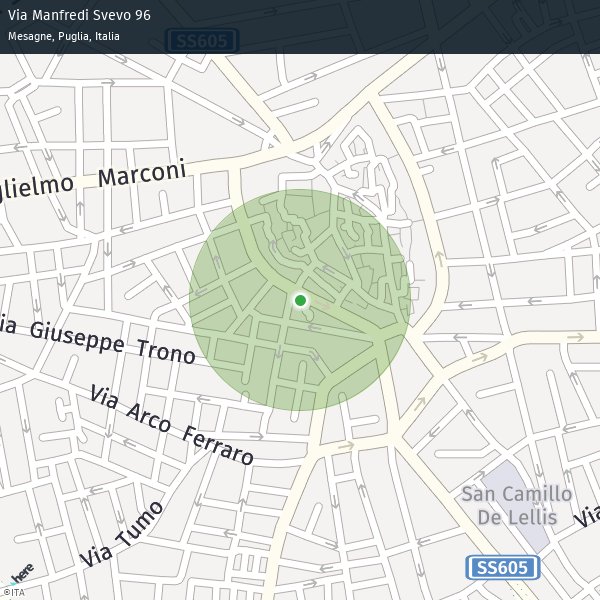 Via Manfredi Svevo 96
Mesagne, Puglia, Italia
SS605
glielmo Marconi
ia Giuseppe Trono
Via Arco Ferraro
Via Tumo
San Camillo
De Lellis
Via
SS605
here
©ITA